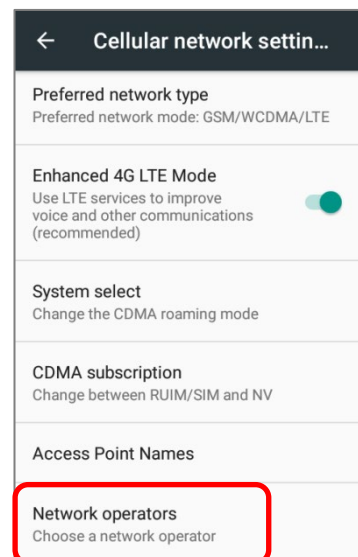 Cellular network settin...
Preferred network type
Preferred network mode: GSM/WCDMA/LTE
Enhanced 4G LTE Mode
Use LTE services to improve
voice and other communications
(recommended)
System select
Change the CDMA roaming mode
CDMA subscription
Change between RUIM/SIM and NV
Access Point Names
Network operators
Choose a network operator